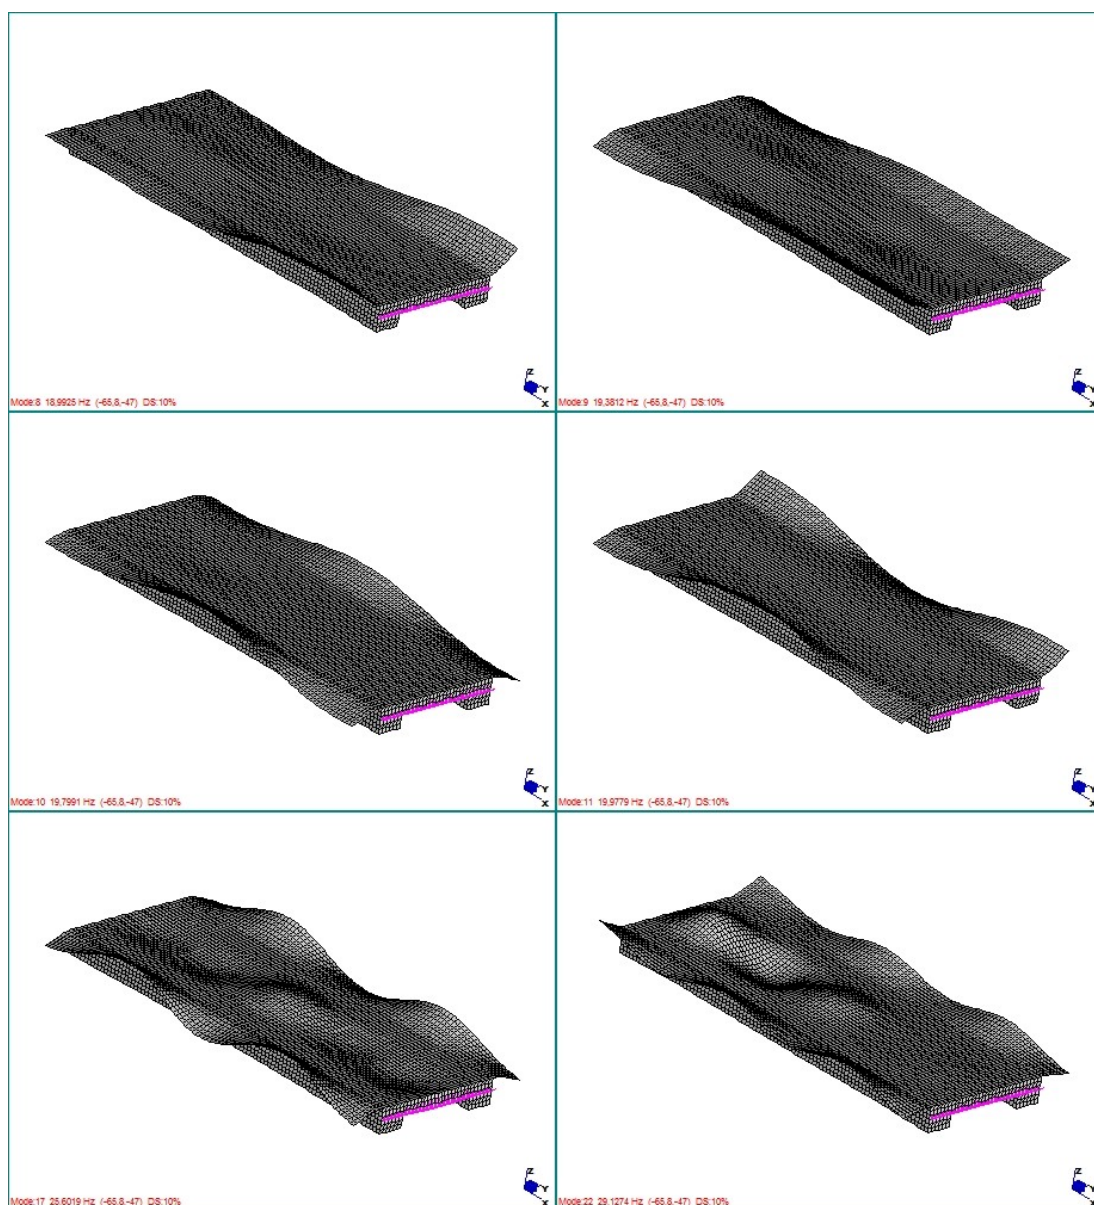 Z
Y
X
Mode:8 18,9925 Hz (-65,8,-47) DS:10%
Z
Y
X
Mode:9 19,3812 Hz (-65,8,-47) DS:10%
Z
Y
X
Mode:10 19,7991 Hz (-65,8,-47) DS:10%
Z
Y
X
Mode:11 19,9779 Hz (-65,8,-47) DS:10%
Z
Y
X
Mode:17 25,6019 Hz (-65,8,-47) DS:10%
Z
Y
X
Mode:22 29,1274 Hz (-65,8,-47) DS:10%